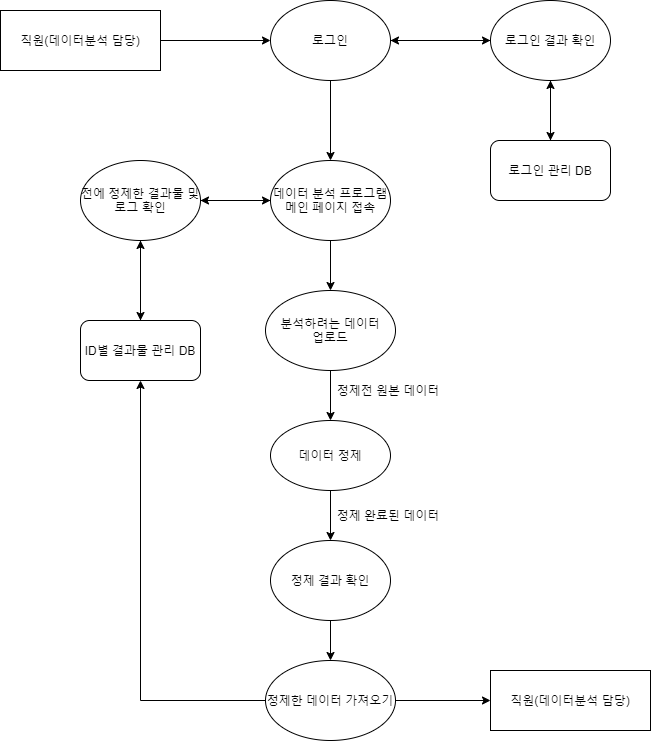 직원(데이터분석 담당)
로그인
로그인 결과 확인
로그인 관리 DB
전에 정제한 결과물 및
로그 확인
데이터 분석 프로그램
메인 페이지 접속
분석하려는 데이터
업로드
ID별 결과물 관리 DB
정제전 원본 데이터
데이터 정제
정제 완료된 데이터
정제 결과 확인
정제한 데이터 가져오기
직원(데이터분석 담당)